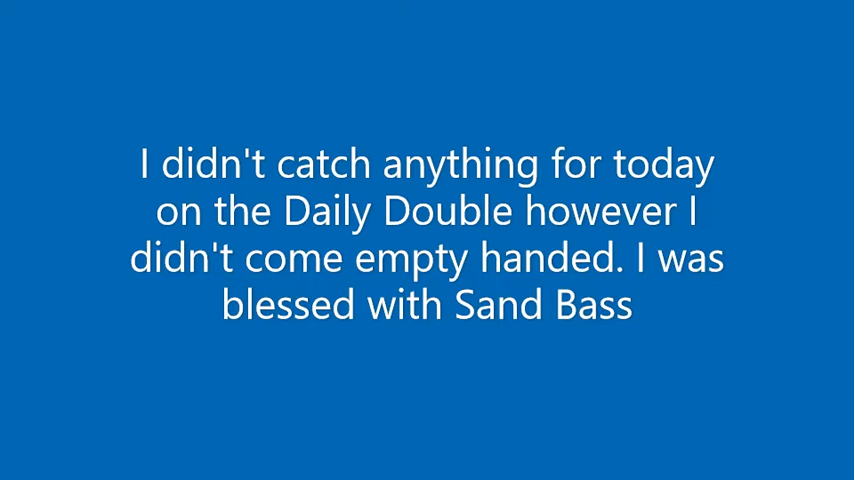 I didn't catch anything for today
on the Daily Double however I
didn't come empty handed. I was
blessed with Sand Bass